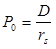 P₀ = D / rₛ